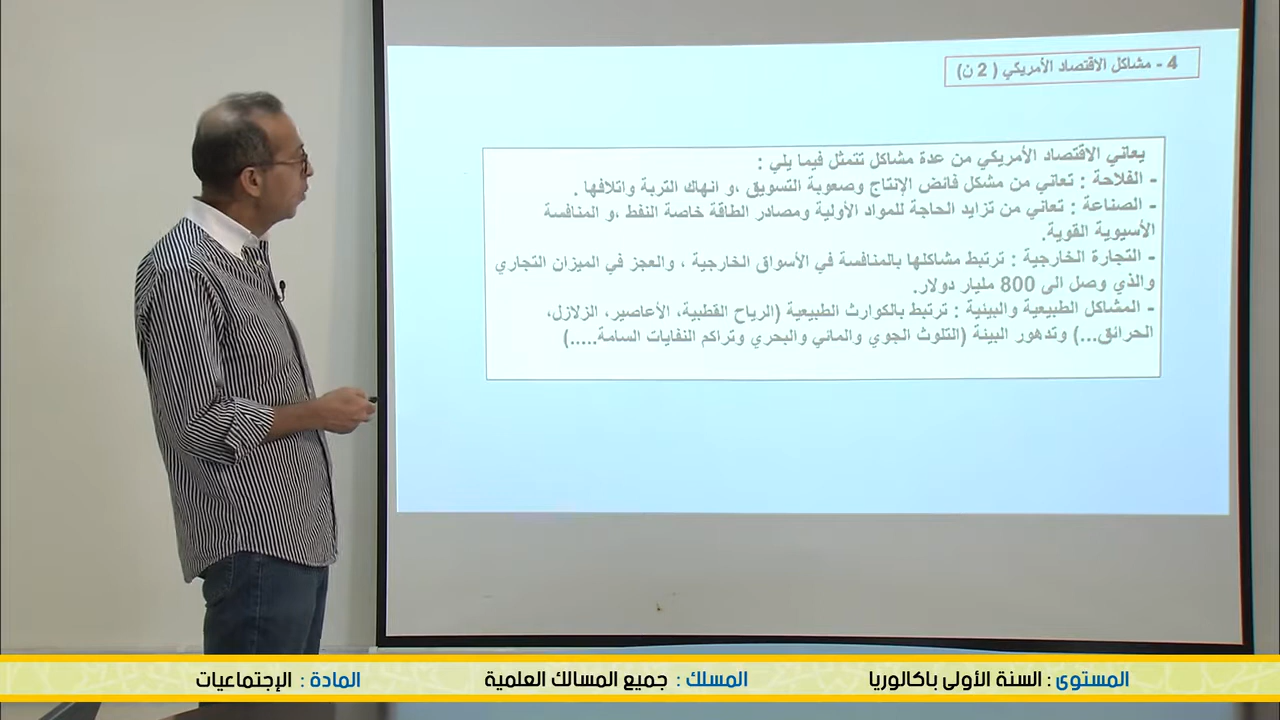 4 - مشاكل الاقتصاد الأمريكي ( 2 ن)
يعاني الاقتصاد الأمريكي من عدة مشاكل تتمثل فيما يلي :
- الفلاحة : تعاني من مشكل فائض الإنتاج وصعوبة التسويق ،و انهاك التربة واتلافها .
- الصناعة : تعاني من تزايد الحاجة للمواد الأولية ومصادر الطاقة خاصة النفط ،و المنافسة
الأسيوية القوية.
- التجارة الخارجية : ترتبط مشاكلها بالمنافسة في الأسواق الخارجية ، والعجز في الميزان التجاري
والذي وصل الى 800 مليار دولار.
- المشاكل الطبيعية والبيئية : ترتبط بالكوارث الطبيعية (الرياح القطبية، الأعاصير، الزلازل،
الحرائق...) وتدهور البيئة (التلوث الجوي والمائي والبحري وتراكم النفايات السامة.....)
المستوى : السنة الأولى باكالوريا
المسلك : جميع المسالك العلمية
المادة : الإجتماعيات